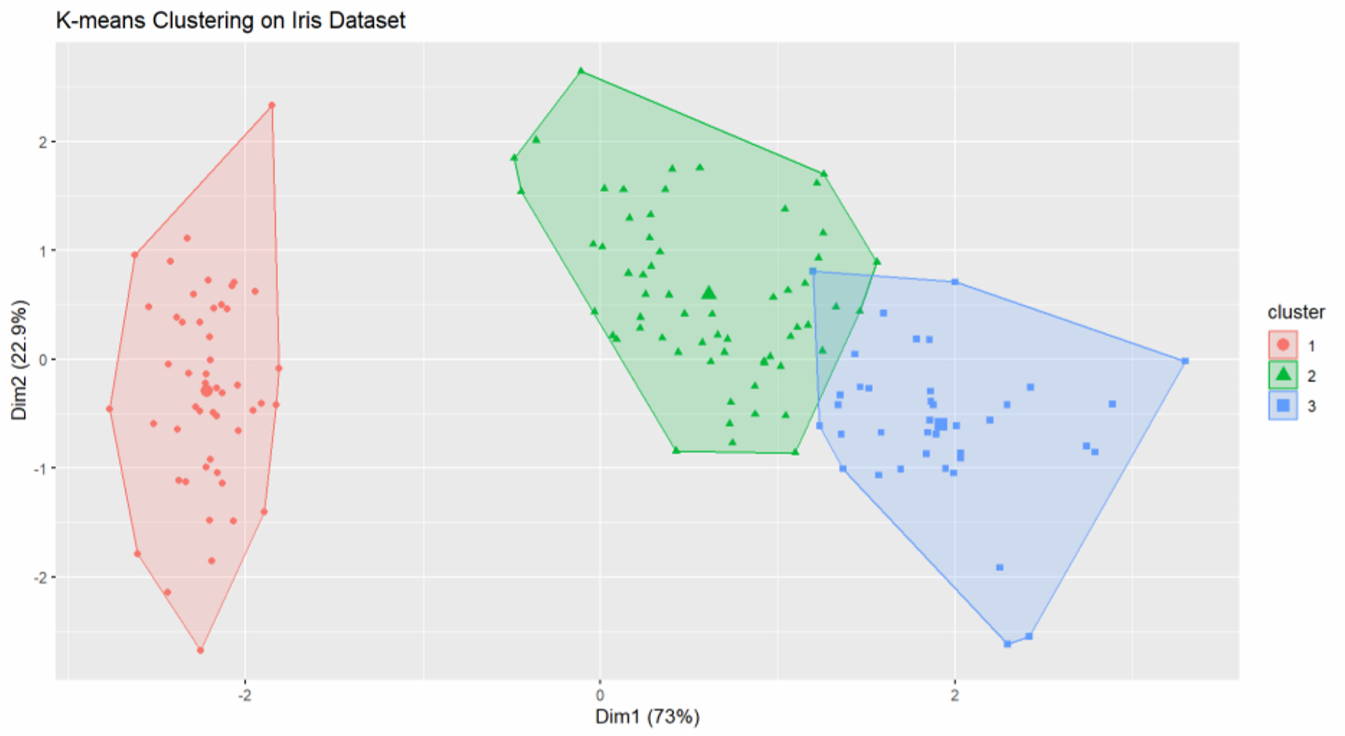 K-means Clustering on Iris Dataset
Dim2 (22.9%)
2
1
0
-1
-2
-2
0
2
Dim1 (73%)
cluster
1
2
3